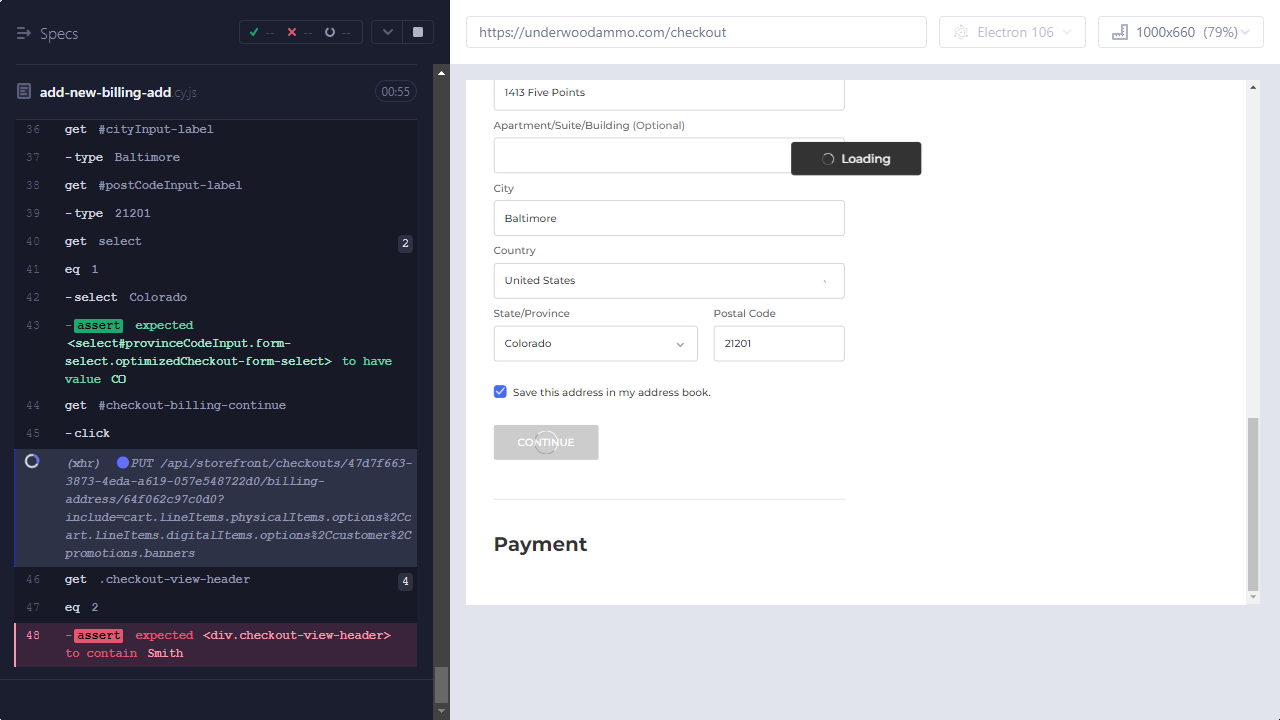 Specs
--
--
--
https://underwoodammo.com/checkout
Electron 106
1000x660 (79%)
add-new-billing-add.cy.js
00:55
36 get #cityInput-label
37 -type Baltimore
38 get #postCodeInput-label
39 -type 21201
40 get select 2
41 eq 1
42 -select Colorado
43 -assert expected
<select#provinceCodeInput.form-
select.optimizedCheckout-form-select> to have
value CO
44 get #checkout-billing-continue
45 -click
(xhr) PUT /api/storefront/checkouts/47d7f663-
3873-4eda-a619-057e548722d0/billing-
address/64f062c97c0d0?
include=cart.lineItems.physicalItems.options%2Cc
art.lineItems.digitalItems.options%2Ccustomer%2C
promotions.banners
46 get .checkout-view-header 4
47 eq 2
48 -assert expected <div.checkout-view-header>
to contain Smith
1413 Five Points
Apartment/Suite/Building (Optional)
Loading
City
Baltimore
Country
United States
State/Province Postal Code
Colorado 21201
Save this address in my address book.
CONTINUE
Payment